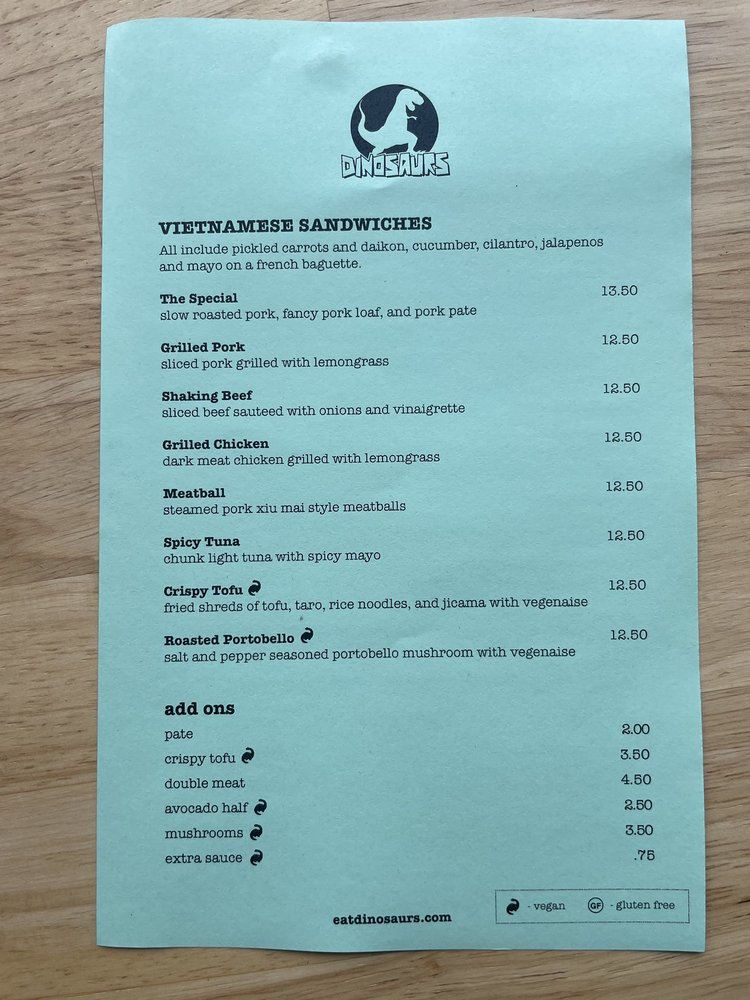 DINOSAURS
VIETNAMESE SANDWICHES
All include pickled carrots and daikon, cucumber, cilantro, jalapenos
and mayo on a french baguette.
The Special 13.50
slow roasted pork, fancy pork loaf, and pork pate
Grilled Pork 12.50
sliced pork grilled with lemongrass
Shaking Beef 12.50
sliced beef sauteed with onions and vinaigrette
Grilled Chicken 12.50
dark meat chicken grilled with lemongrass
Meatball 12.50
steamed pork xiu mai style meatballs
Spicy Tuna 12.50
chunk light tuna with spicy mayo
Crispy Tofu 12.50
fried shreds of tofu, taro, rice noodles, and jicama with vegenaise
Roasted Portobello 12.50
salt and pepper seasoned portobello mushroom with vegenaise
add ons
pate 2.00
crispy tofu 3.50
double meat 4.50
avocado half 2.50
mushrooms 3.50
extra sauce .75
eatdinosaurs.com
- vegan GF - gluten free